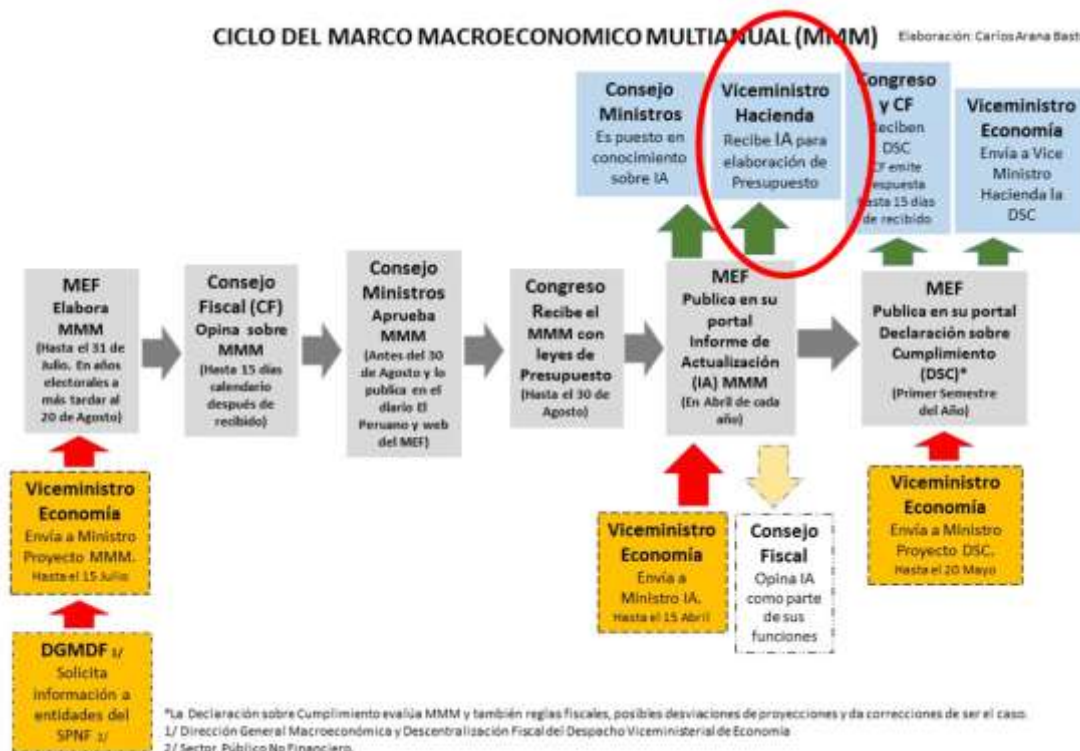 CICLO DEL MARCO MACROECONOMICO MULTIANUAL (MMM)
Elaboración: Carlos Arana Bast
Consejo
Ministros
Es puesto en
conocimiento
sobre IA
Viceministro
Hacienda
Recibe IA para
elaboración de
Presupuesto
Congreso
y CF
Reciben
DSC
CF emite
respuesta
Hasta 15 días
de recibido
Viceministro
Economía
Envía a Vice
Ministro
Hacienda la
DSC
MEF
Elabora
MMM
(Hasta el 31 de
Julio. En años
electorales a
más tardar al
20 de Agosto)
Consejo
Fiscal (CF)
Opina sobre
MMM
(Hasta 15 días
calendario
después de
recibido)
Consejo
Ministros
Aprueba
MMM
(Antes del 30
de Agosto y lo
publica en el
diario El
Peruano y web
del MEF)
Congreso
Recibe el
MMM con
leyes de
Presupuesto
(Hasta el 30 de
Agosto)
MEF
Publica en su
portal
Informe de
Actualización
(IA) MMM
(En Abril de cada
año)
MEF
Publica en su portal
Declaración sobre
Cumplimiento
(DSC)*
(Primer Semestre
del Año)
Viceministro
Economía
Envía a Ministro
Proyecto MMM.
Hasta el 15 Julio
Viceministro
Economía
Envía a
Ministro IA.
Hasta el 15 Abril
Consejo
Fiscal
Opina IA
como parte
de sus
funciones
Viceministro
Economía
Envía a Ministro
Proyecto DSC.
Hasta el 20 Mayo
DGMDF 1/
Solicita
información a
entidades del
SPNF 2/
*La Declaración sobre Cumplimiento evalúa MMM y también reglas fiscales, posibles desviaciones de proyecciones y da correcciones de ser el caso.
1/ Dirección General Macroeconómica y Descentralización Fiscal del Despacho Viceministerial de Economía
2/ Sector Público No Financiero.